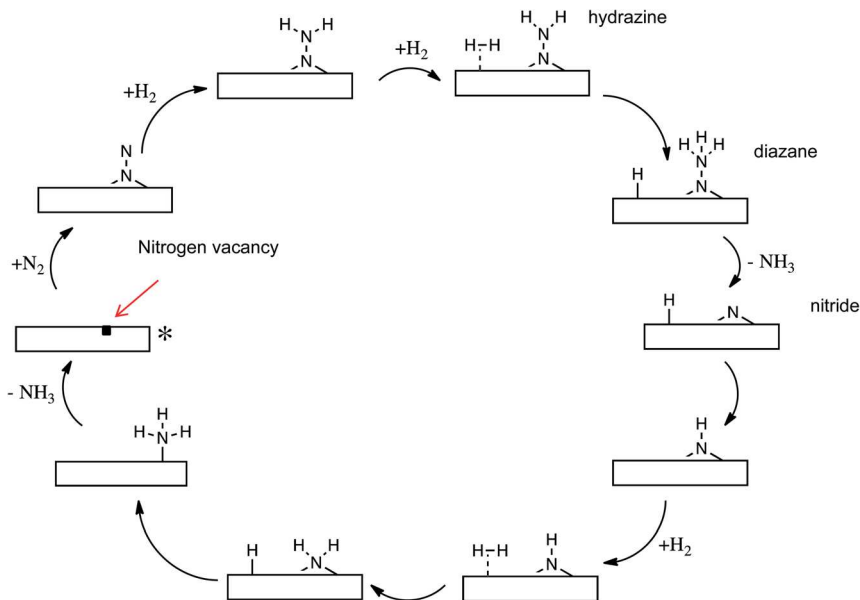 H H
N
N
+H₂
H-H
H H
N
N
hydrazine
+H₂
N
N
H
H
H H
N
N
diazane
+N₂
Nitrogen vacancy
- NH₃
H
N
nitride
*
- NH₃
H
H N H
H
N
+H₂
H
H H
N
H-H
H
N